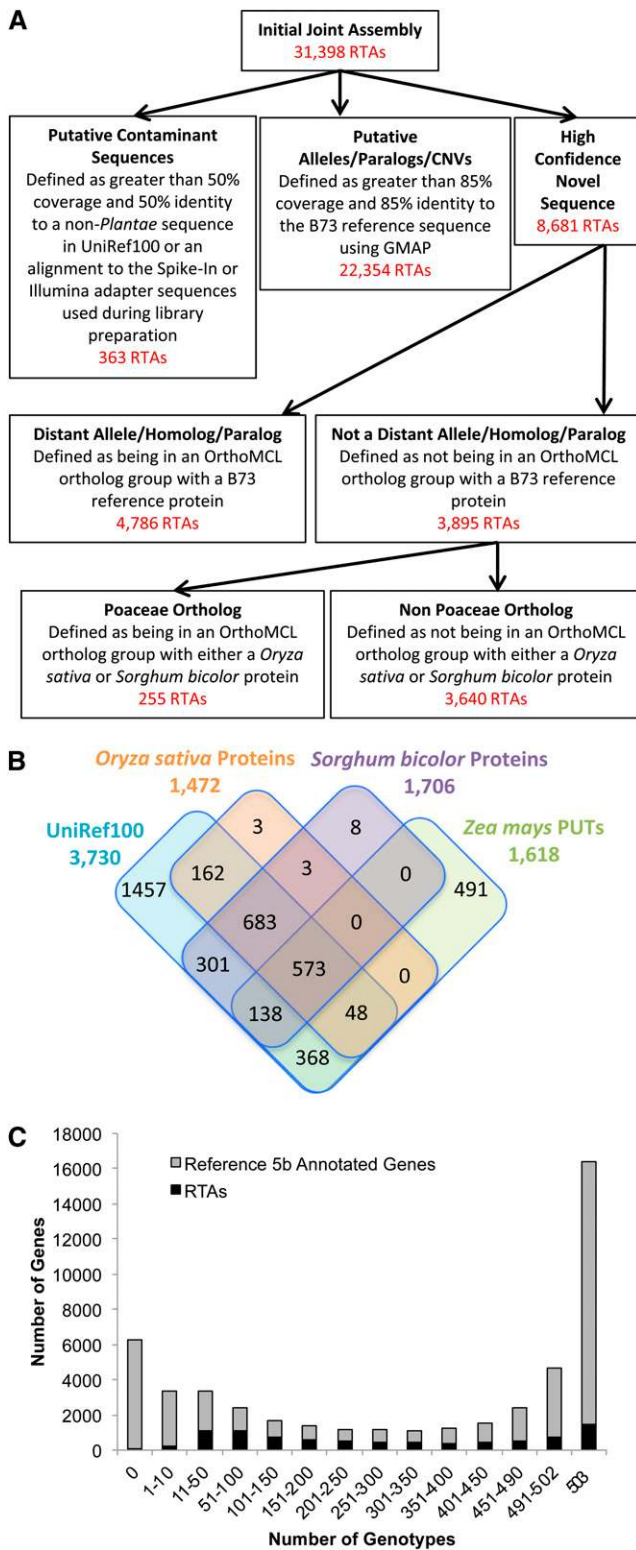 A
Initial Joint Assembly
31,398 RTAs
Putative Contaminant
Sequences
Defined as greater than 50%
coverage and 50% identity
to a non-Plantae sequence
in UniRef100 or an
alignment to the Spike-In or
Illumina adapter sequences
used during library
preparation
363 RTAs
Putative
Alleles/Paralogs/CNVs
Defined as greater than 85%
coverage and 85% identity to
the B73 reference sequence
using GMAP
22,354 RTAs
High
Confidence
Novel
Sequence
8,681 RTAs
Distant Allele/Homolog/Paralog
Defined as being in an OrthoMCL
ortholog group with a B73
reference protein
4,786 RTAs
Not a Distant Allele/Homolog/Paralog
Defined as not being in an OrthoMCL
ortholog group with a B73 reference
protein
3,895 RTAs
Poaceae Ortholog
Defined as being in an OrthoMCL
ortholog group with either a Oryza
sativa or Sorghum bicolor protein
255 RTAs
Non Poaceae Ortholog
Defined as not being in an OrthoMCL
ortholog group with either a Oryza
sativa or Sorghum bicolor protein
3,640 RTAs
B
Oryza sativa Proteins
1,472
Sorghum bicolor Proteins
1,706
UniRef100
3,730
Zea mays PUTs
1,618
3
8
1457
162
3
0
491
683
0
301
573
0
138
48
368
C
18000
16000
14000
12000
10000
8000
6000
4000
2000
0
Number of Genes
Reference 5b Annotated Genes
RTAs
0
1-10
11-50
51-100
101-150
151-200
201-250
251-300
301-350
351-400
401-450
451-490
491-502
503
Number of Genotypes